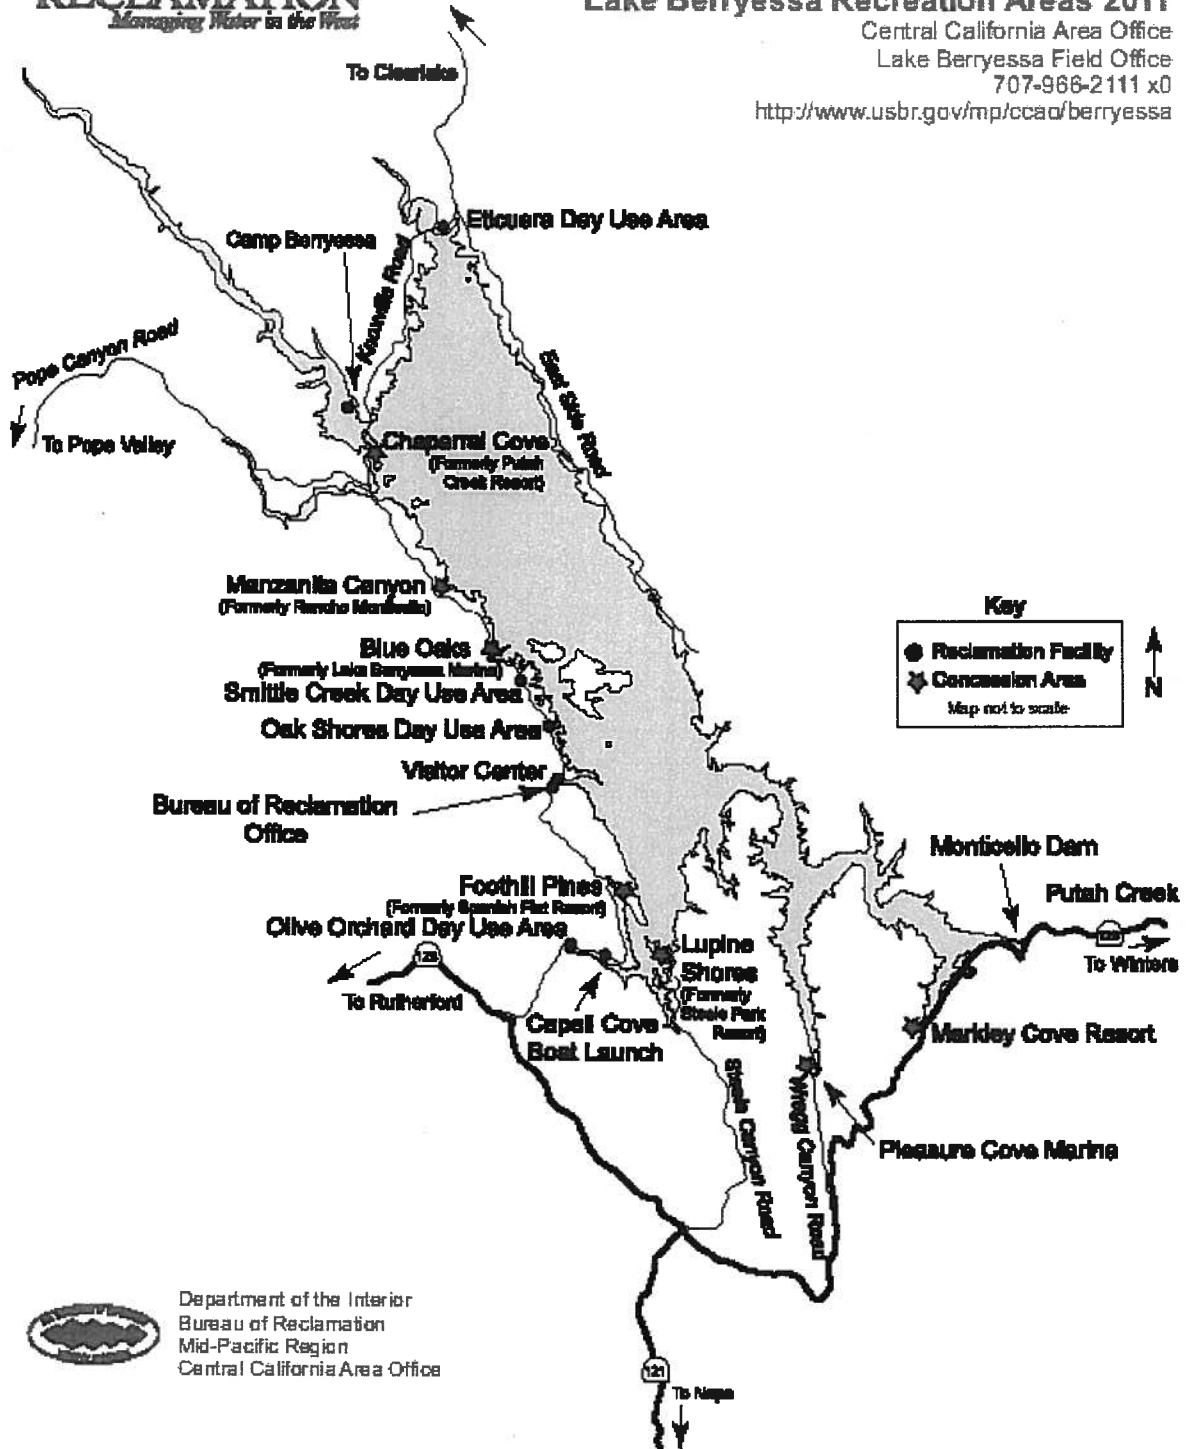 RECLAMATION
Managing Water in the West
Lake Berryessa Recreation Areas 2011
Central California Area Office
Lake Berryessa Field Office
707-966-2111 x0
http://www.usbr.gov/mp/ccao/berryessa
To Clearlake
Eticuera Day Use Area
Camp Berryessa
Knoxville Road
Pope Canyon Road
To Pope Valley
East Side Road
Chaparral Cove
(Formerly Putah
Creek Resort)
Manzanita Canyon
(Formerly Rancho Monticello)
Blue Oaks
(Formerly Lake Berryessa Marina)
Smittle Creek Day Use Area
Oak Shores Day Use Area
Visitor Center
Bureau of Reclamation
Office
Key
Reclamation Facility
Concession Area
Map not to scale
N
Foothill Pines
(Formerly Spanish Flat Resort)
Olive Orchard Day Use Area
128
To Rutherford
Capell Cove
Boat Launch
Lupine
Shores
(Formerly
Steele Park
Resort)
Monticello Dam
Putah Creek
128
To Winters
Markley Cove Resort
Pleasure Cove Marina
Steele Canyon Road
Wragg Canyon Road
121
To Napa
Department of the Interior
Bureau of Reclamation
Mid-Pacific Region
Central California Area Office